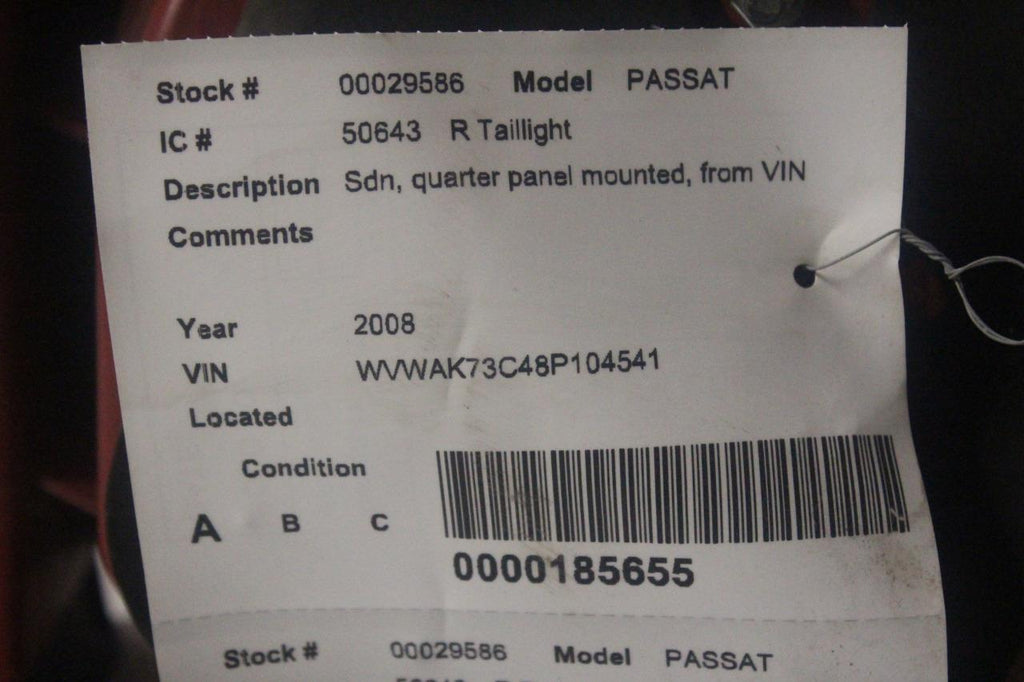 Stock # 00029586 Model PASSAT
IC # 50643 R Taillight
Description Sdn, quarter panel mounted, from VIN
Comments
Year 2008
VIN WVWAK73C48P104541
Located
Condition
A B C
0000185655
Stock # 00029586 Model PASSAT